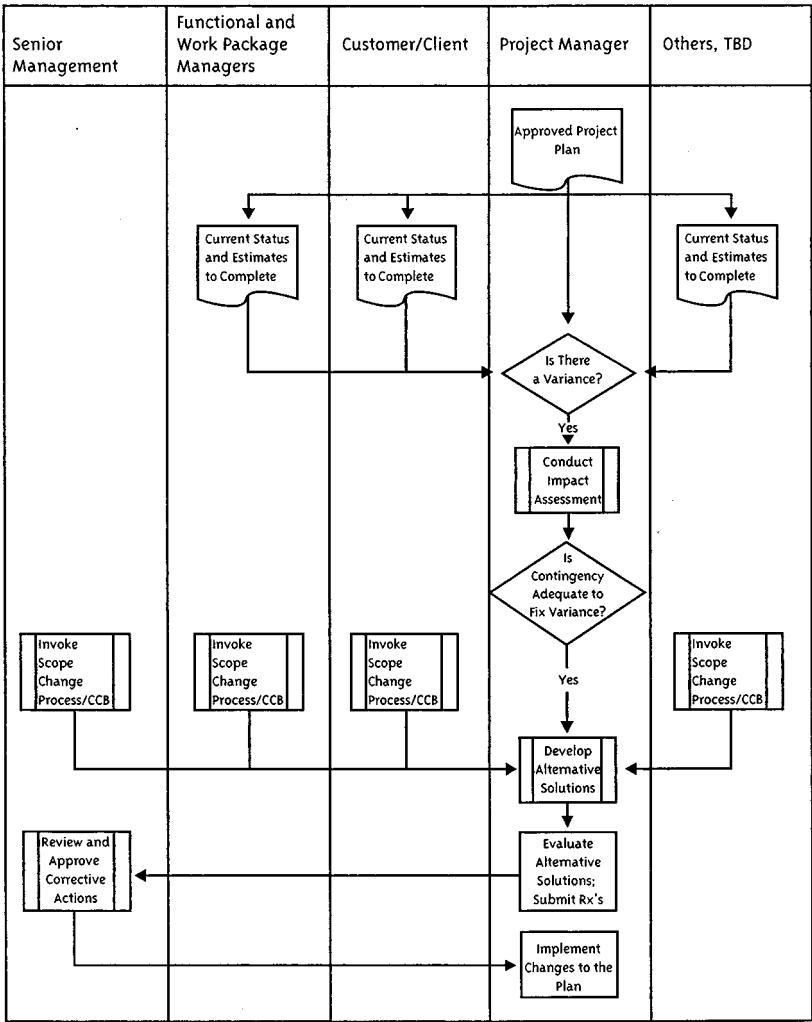 Senior
Management
Functional and
Work Package
Managers
Customer/Client
Project Manager
Others, TBD
Approved Project
Plan
Current Status
and Estimates
to Complete
Current Status
and Estimates
to Complete
Current Status
and Estimates
to Complete
Is There
a Variance?
Yes
Conduct
Impact
Assessment
Is
Contingency
Adequate to
Fix Variance?
Invoke
Scope
Change
Process/CCB
Invoke
Scope
Change
Process/CCB
Invoke
Scope
Change
Process/CCB
Yes
Invoke
Scope
Change
Process/CCB
Develop
Alternative
Solutions
Review and
Approve
Corrective
Actions
Evaluate
Alternative
Solutions;
Submit Rx's
Implement
Changes to the
Plan